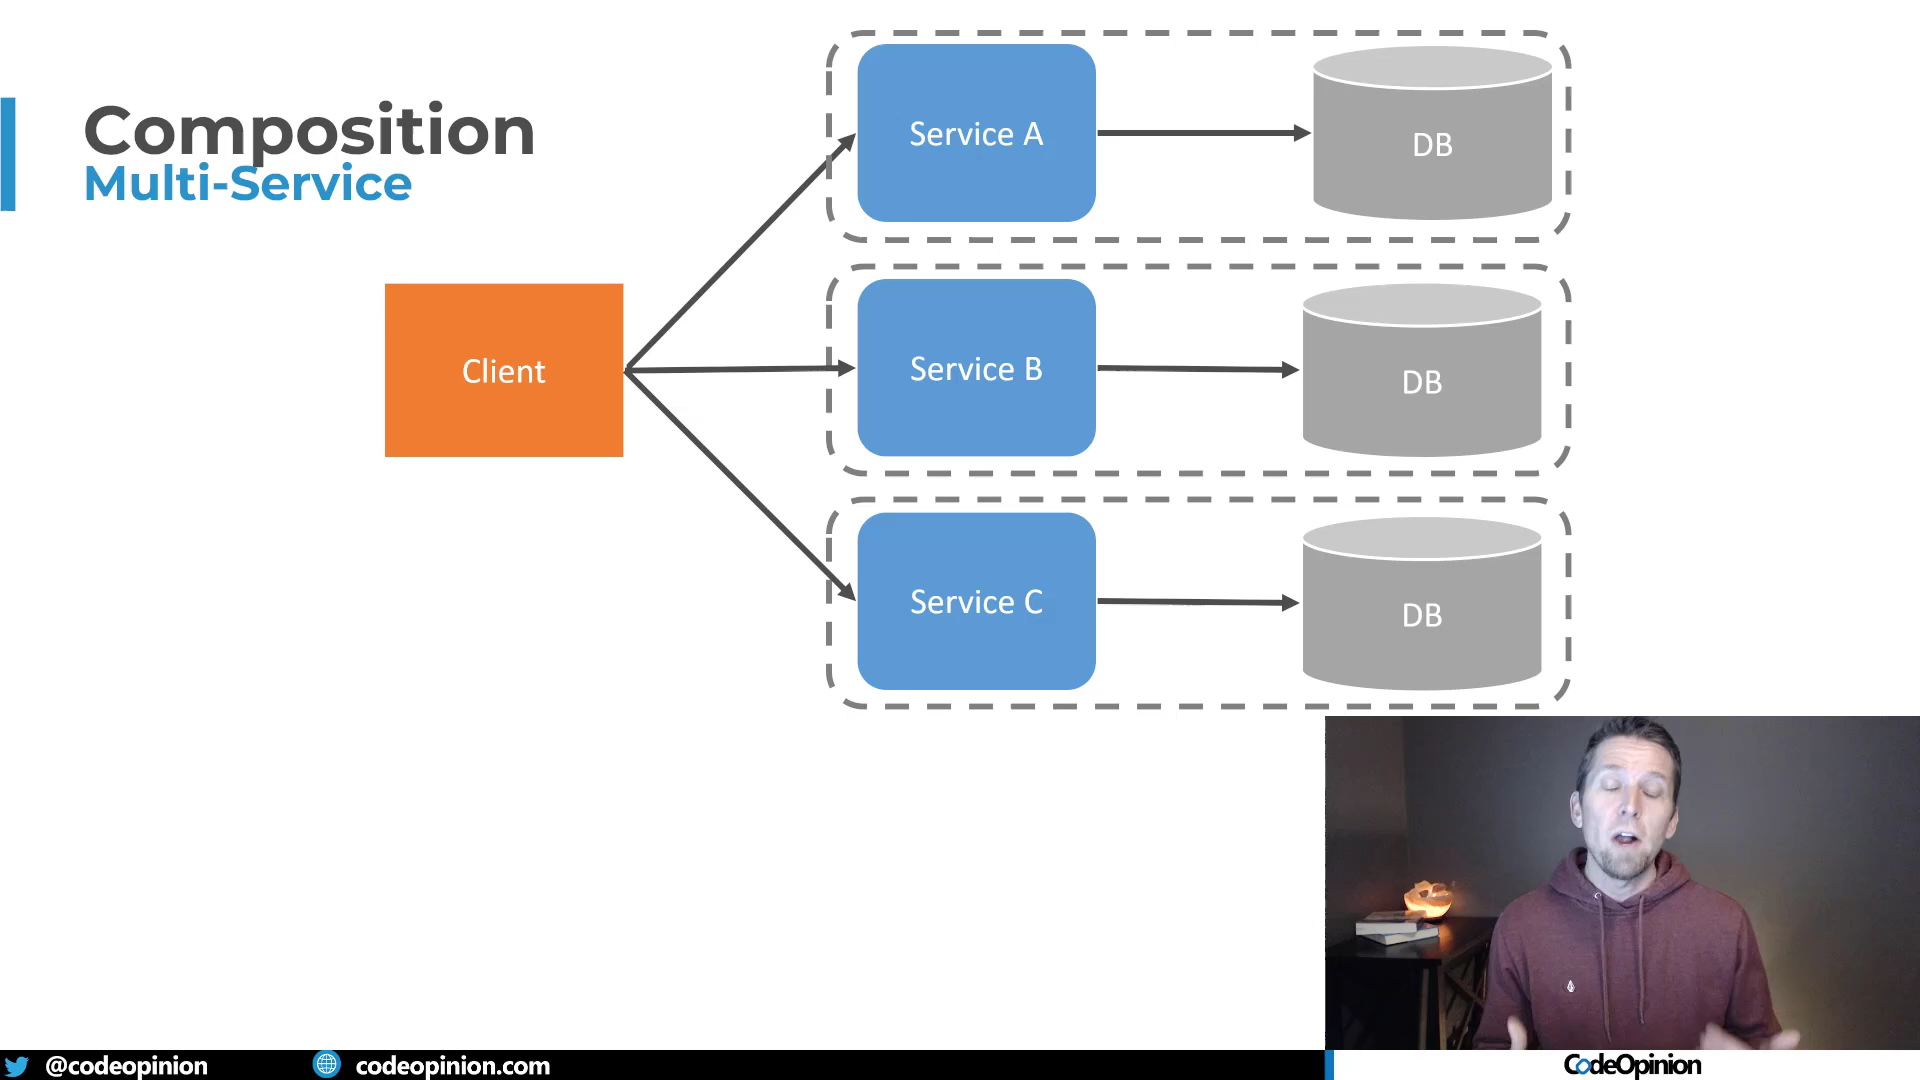 Composition
Multi-Service
Client
Service A
DB
Service B
DB
Service C
DB
@codeopinion
codeopinion.com
CodeOpinion